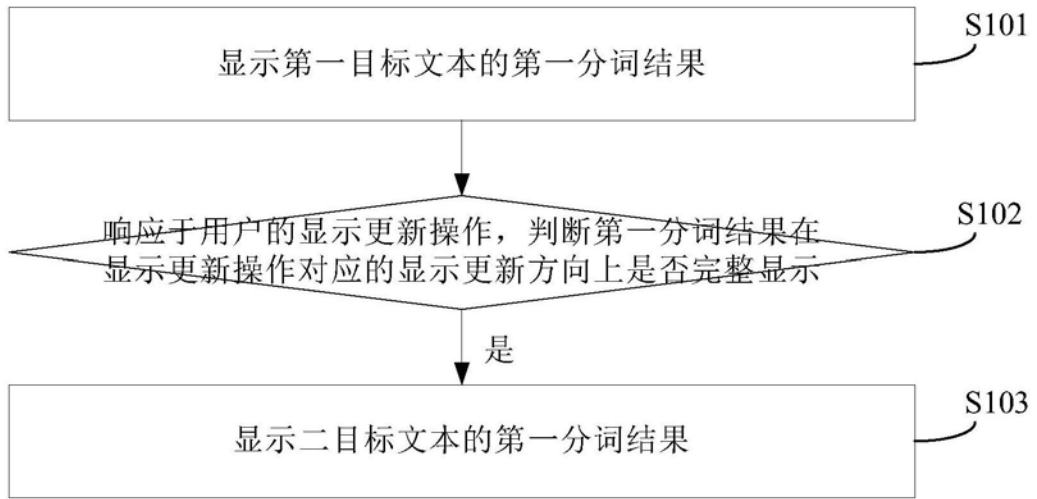 S101
显示第一目标文本的第一分词结果
S102
响应于用户的显示更新操作，判断第一分词结果在
显示更新操作对应的显示更新方向上是否完整显示
是
S103
显示二目标文本的第一分词结果